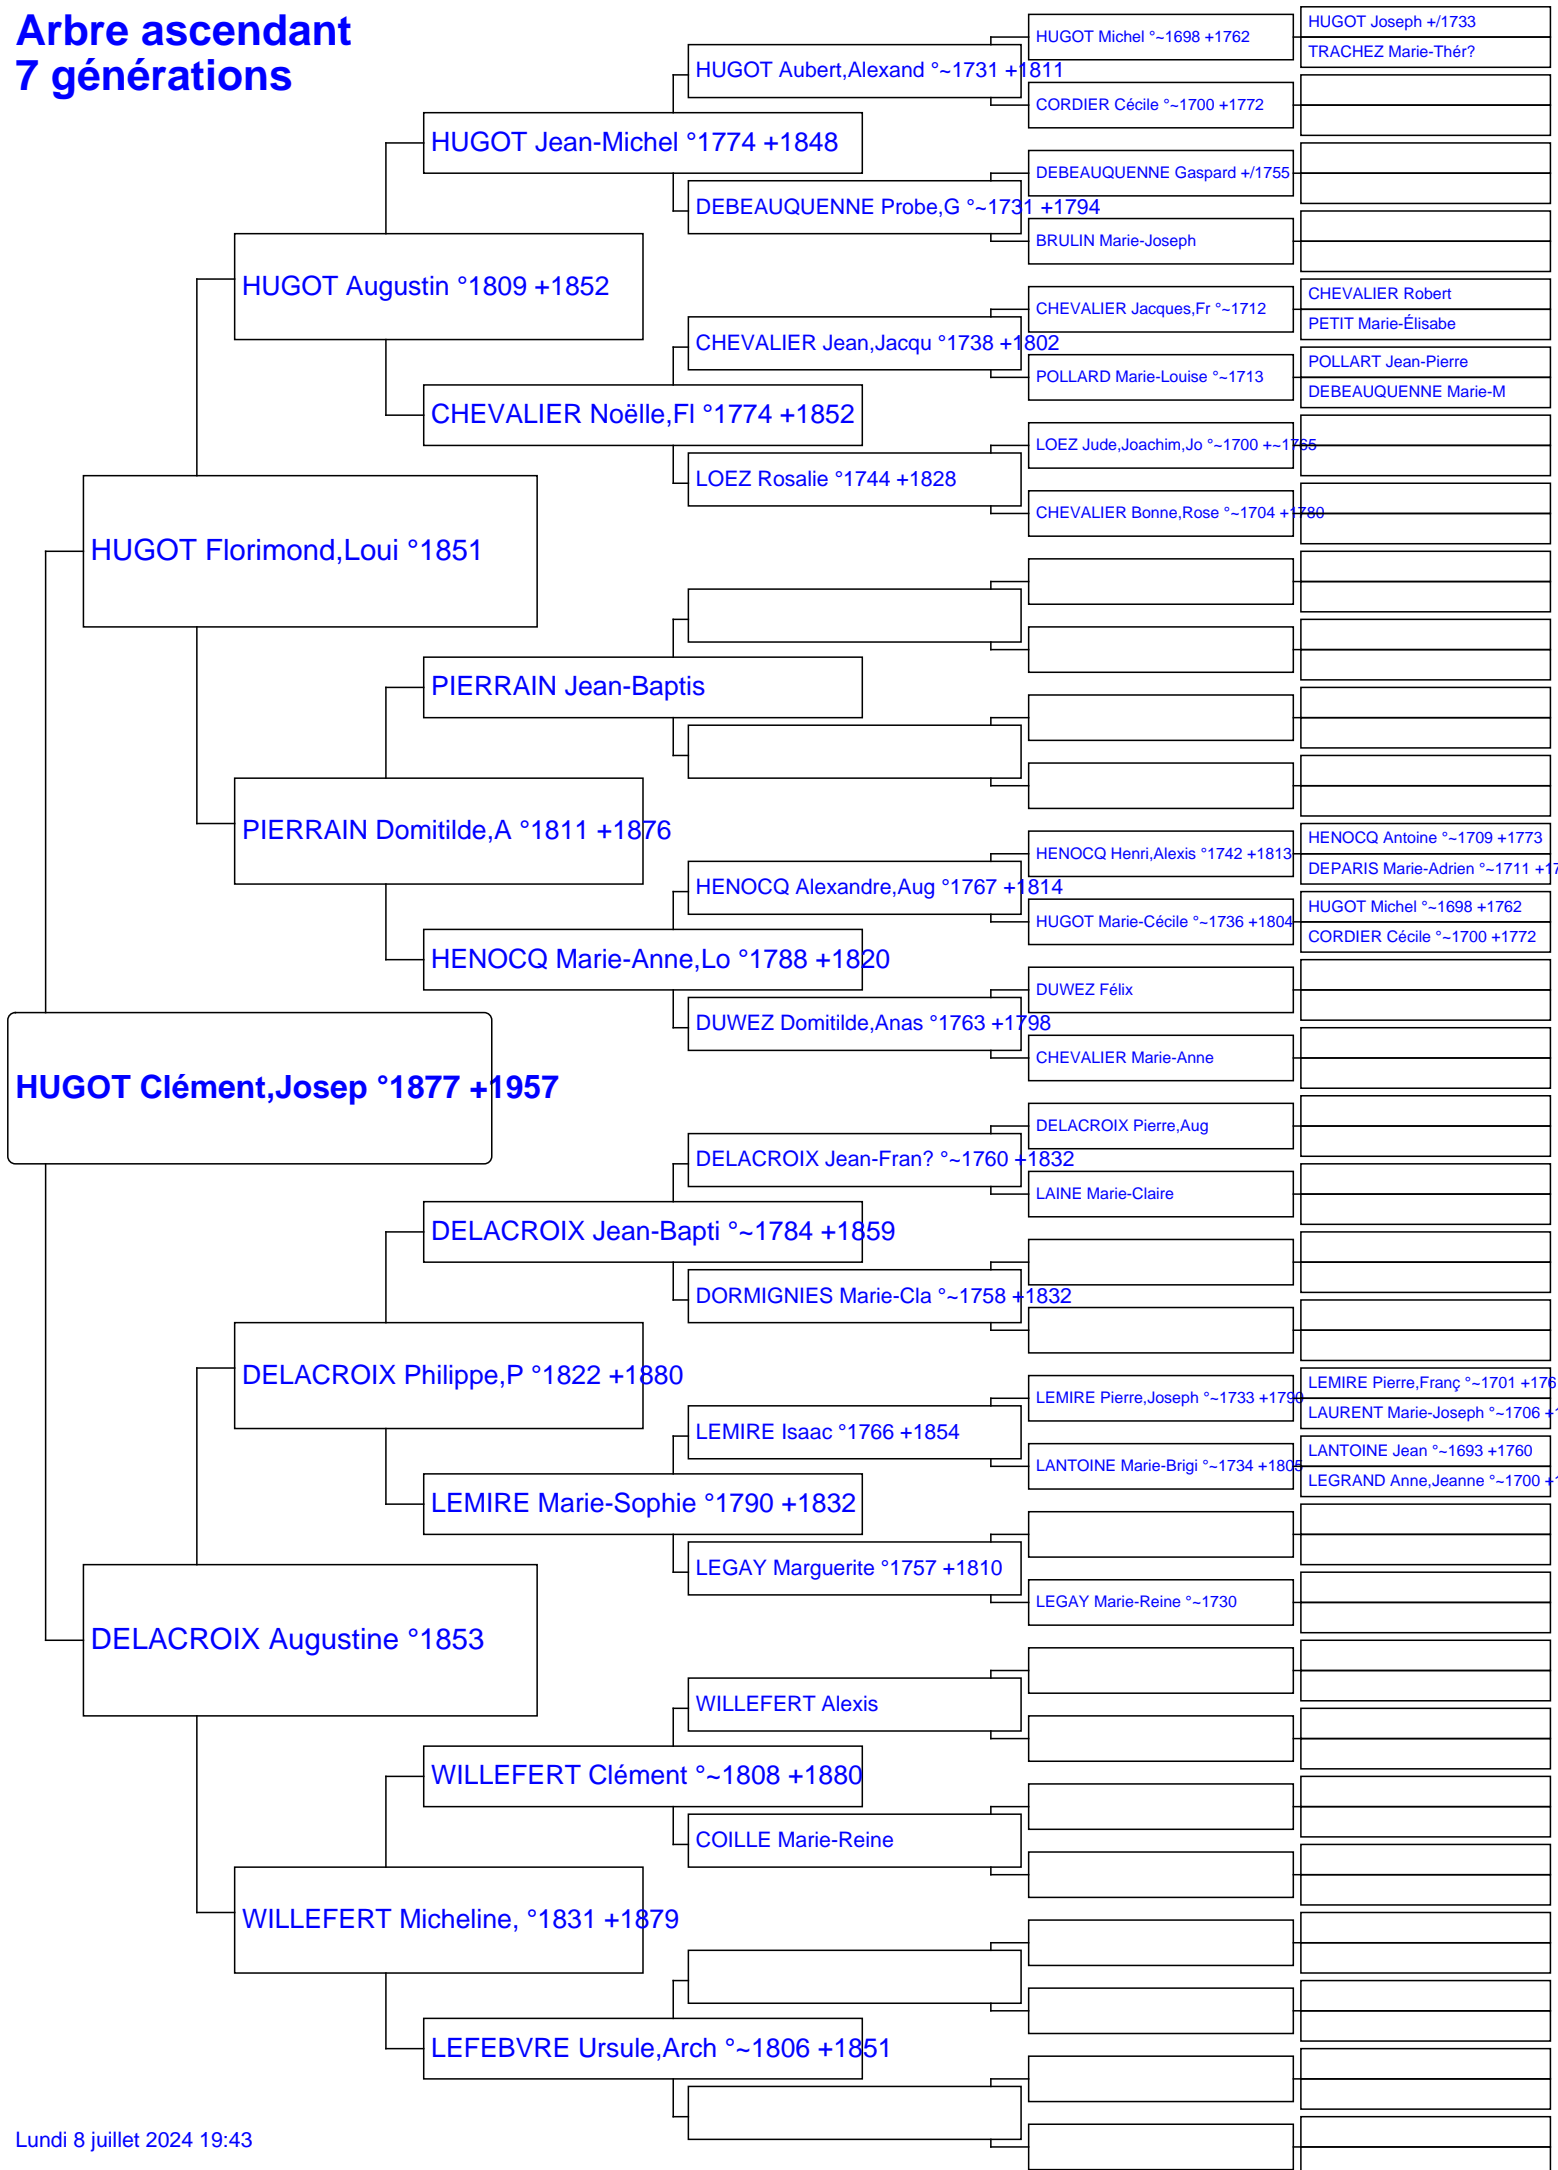 Arbre ascendant
7 générations
HUGOT Joseph +/1733
HUGOT Michel °~1698 +1762
TRACHEZ Marie-Thér?
HUGOT Aubert,Alexand °~1731 +1811
CORDIER Cécile °~1700 +1772
HUGOT Jean-Michel °1774 +1848
DEBEAUQUENNE Gaspard +/1755
DEBEAUQUENNE Probe,G °~1731 +1794
BRULIN Marie-Joseph
HUGOT Augustin °1809 +1852
CHEVALIER Robert
CHEVALIER Jacques,Fr °~1712
PETIT Marie-Élisabe
CHEVALIER Jean,Jacqu °1738 +1802
POLLART Jean-Pierre
POLLARD Marie-Louise °~1713
DEBEAUQUENNE Marie-M
CHEVALIER Noëlle,Fl °1774 +1852
LOEZ Jude,Joachim,Jo °~1700 +~1765
LOEZ Rosalie °1744 +1828
CHEVALIER Bonne,Rose °~1704 +1780
HUGOT Florimond,Loui °1851
PIERRAIN Jean-Baptis
PIERRAIN Domitilde,A °1811 +1876
HENOCQ Antoine °~1709 +1773
HENOCQ Henri,Alexis °1742 +1813
DEPARIS Marie-Adrien °~1711 +17
HENOCQ Alexandre,Aug °1767 +1814
HUGOT Michel °~1698 +1762
HUGOT Marie-Cécile °~1736 +1804
CORDIER Cécile °~1700 +1772
HENOCQ Marie-Anne,Lo °1788 +1820
DUWEZ Félix
DUWEZ Domitilde,Anas °1763 +1798
CHEVALIER Marie-Anne
HUGOT Clément,Josep °1877 +1957
DELACROIX Pierre,Aug
DELACROIX Jean-Fran? °~1760 +1832
LAINE Marie-Claire
DELACROIX Jean-Bapti °~1784 +1859
DORMIGNIES Marie-Cla °~1758 +1832
DELACROIX Philippe,P °1822 +1880
LEMIRE Pierre,Franç °~1701 +176
LEMIRE Pierre,Joseph °~1733 +1790
LAURENT Marie-Joseph °~1706 +1
LEMIRE Isaac °1766 +1854
LANTOINE Jean °~1693 +1760
LANTOINE Marie-Brigi °~1734 +1805
LEGRAND Anne,Jeanne °~1700 +1
LEMIRE Marie-Sophie °1790 +1832
LEGAY Marguerite °1757 +1810
LEGAY Marie-Reine °~1730
DELACROIX Augustine °1853
WILLEFERT Alexis
WILLEFERT Clément °~1808 +1880
COILLE Marie-Reine
WILLEFERT Micheline, °1831 +1879
LEFEBVRE Ursule,Arch °~1806 +1851
Lundi 8 juillet 2024 19:43